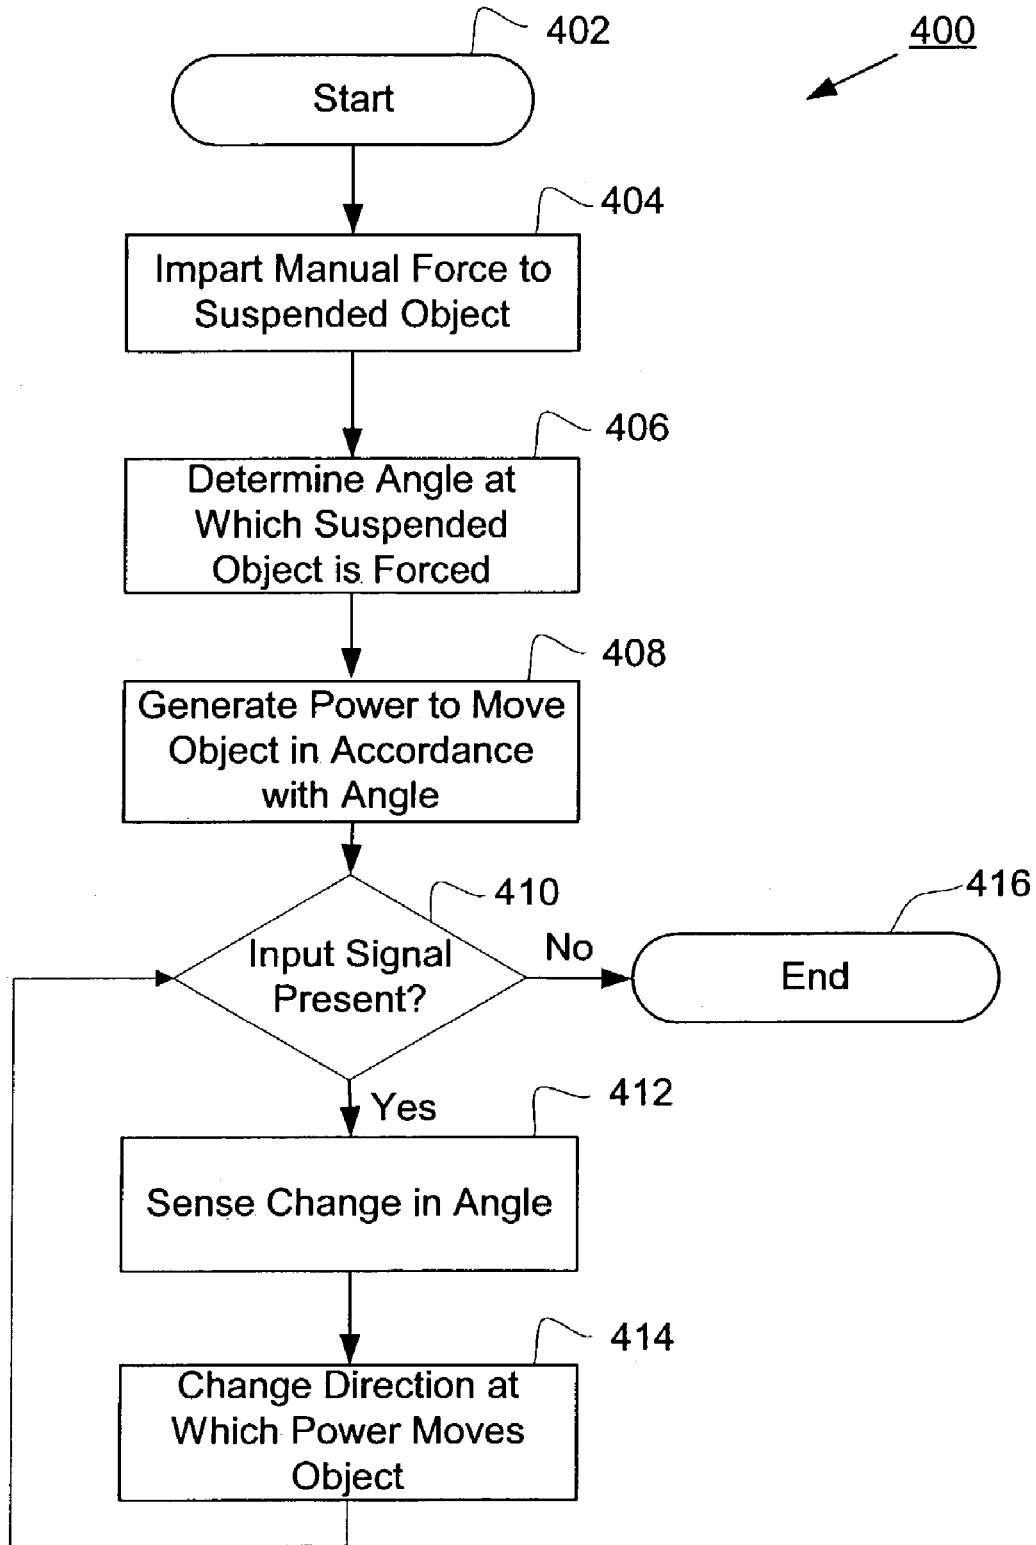 402
400
Start
404
Impart Manual Force to
Suspended Object
406
Determine Angle at
Which Suspended
Object is Forced
408
Generate Power to Move
Object in Accordance
with Angle
410
416
Input Signal
Present?
No
End
Yes
412
Sense Change in Angle
414
Change Direction at
Which Power Moves
Object